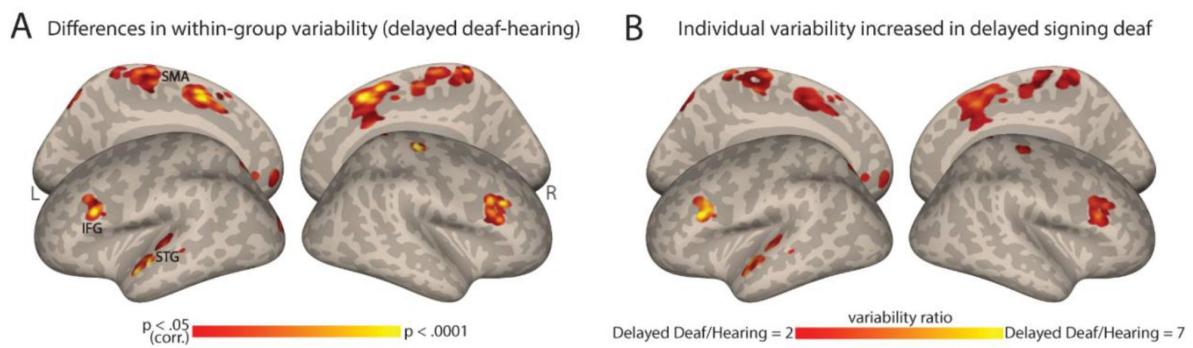 A Differences in within-group variability (delayed deaf-hearing)
SMA
L
R
IFG
STG
p < .05
(corr.)
p < .0001
B Individual variability increased in delayed signing deaf
variability ratio
Delayed Deaf/Hearing = 2
Delayed Deaf/Hearing = 7